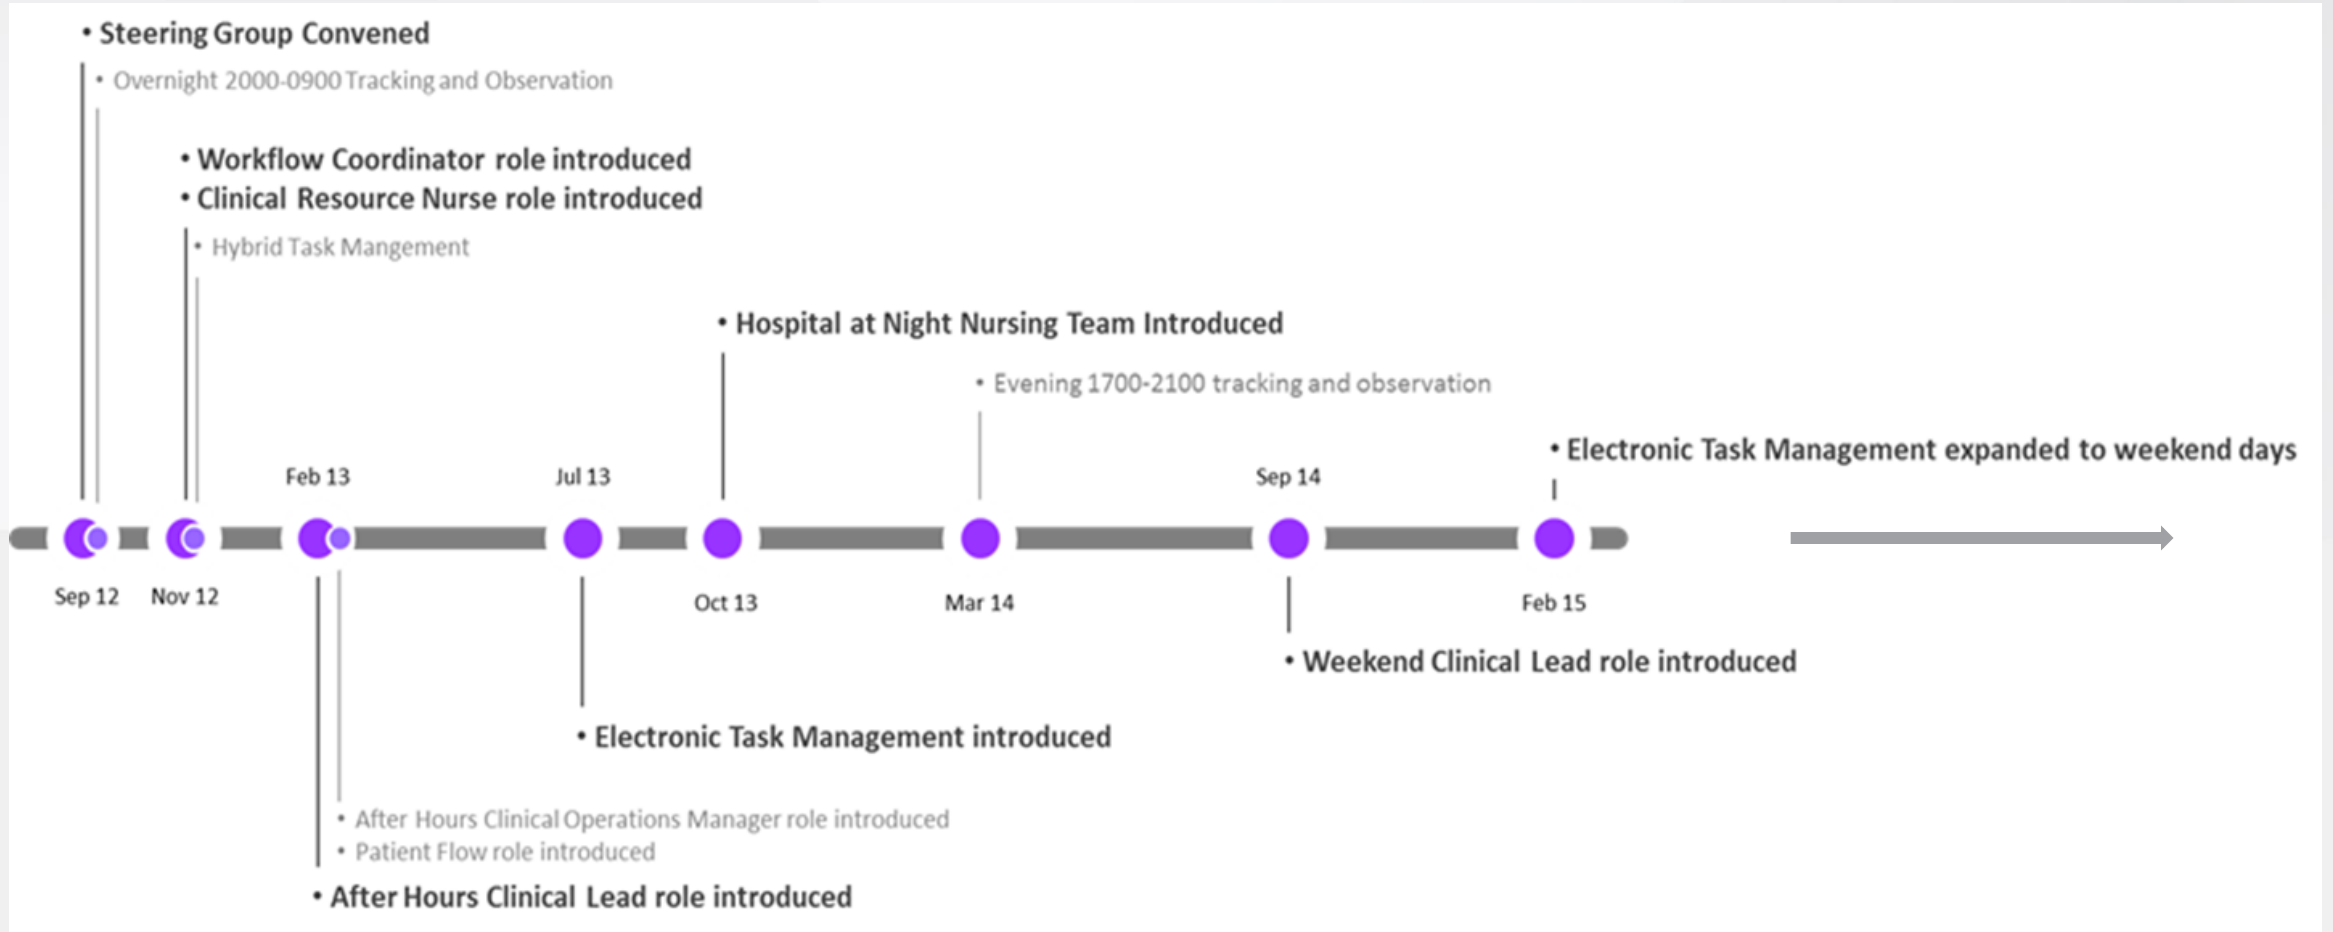 • Steering Group Convened
• Overnight 2000-0900 Tracking and Observation
• Workflow Coordinator role introduced
• Clinical Resource Nurse role introduced
• Hybrid Task Mangement
• Hospital at Night Nursing Team Introduced
• Evening 1700-2100 tracking and observation
• Electronic Task Management expanded to weekend days
Feb 13
Jul 13
Sep 14
Sep 12
Nov 12
Oct 13
Mar 14
Feb 15
• Weekend Clinical Lead role introduced
• Electronic Task Management introduced
• After Hours Clinical Operations Manager role introduced
• Patient Flow role introduced
• After Hours Clinical Lead role introduced